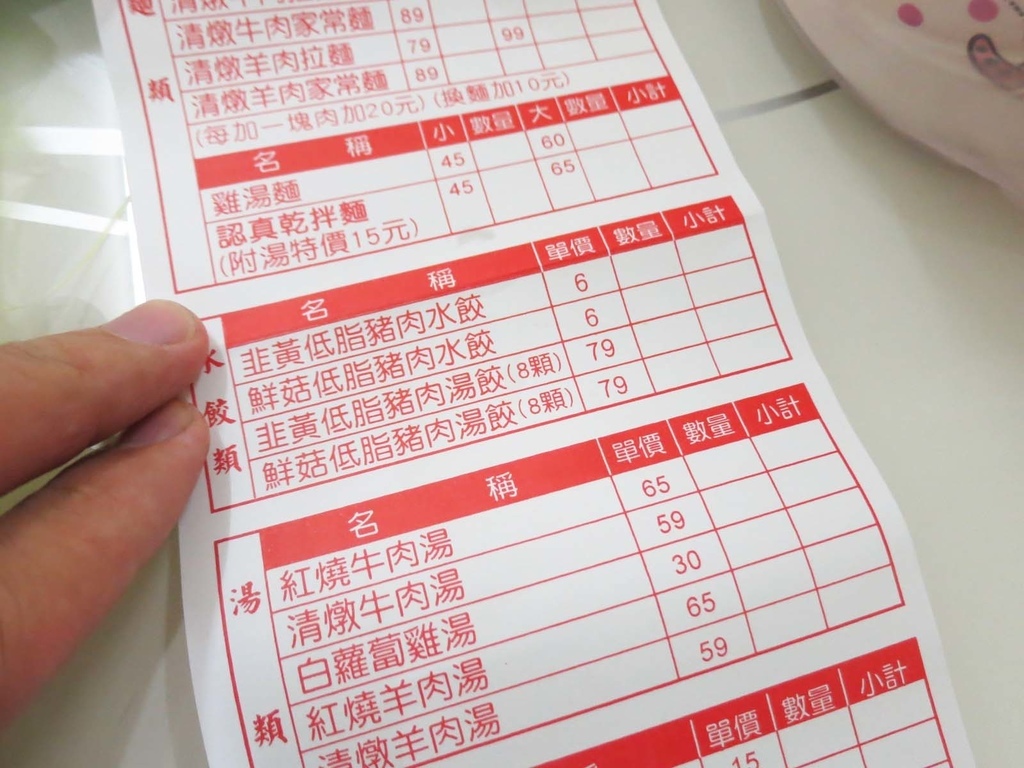 麵類
清燉牛肉家常麵 89
清燉羊肉拉麵 79 99
清燉羊肉家常麵 89
(每加一塊肉加20元)(換麵加10元)
名稱 小 數量 大 數量 小計
雞湯麵 45 60
認真乾拌麵 45 65
(附湯特價15元)
水餃類
名稱 單價 數量 小計
韭黃低脂豬肉水餃 6
鮮菇低脂豬肉水餃 6
韭黃低脂豬肉湯餃(8顆) 79
鮮菇低脂豬肉湯餃(8顆) 79
湯類
名稱 單價 數量 小計
紅燒牛肉湯 65
清燉牛肉湯 59
白蘿蔔雞湯 30
紅燒羊肉湯 65
清燉羊肉湯 59
單價 數量 小計
15